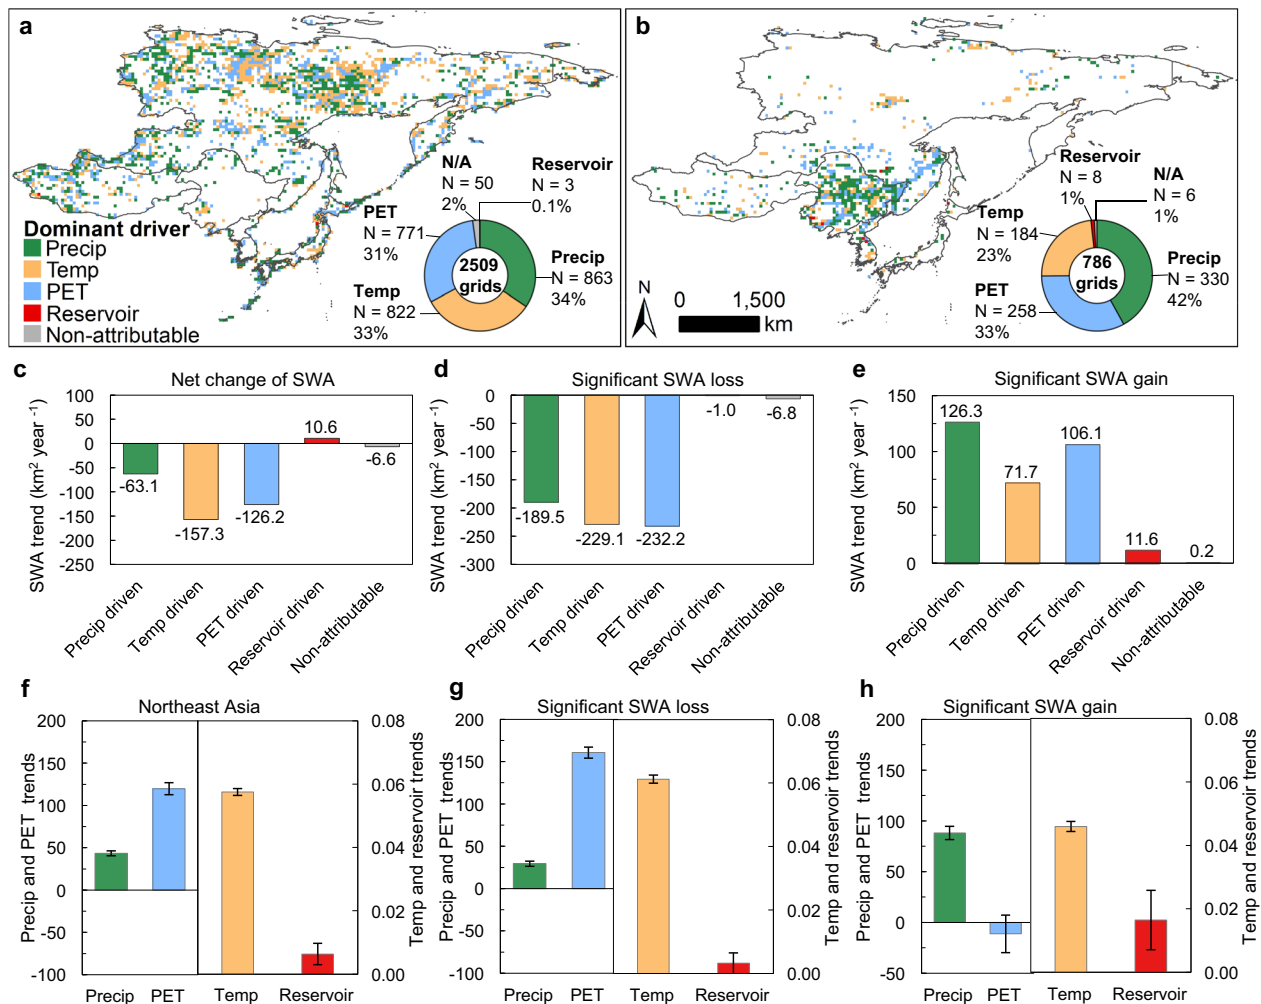 a
N/A
N = 50
2%
Reservoir
N = 3
0.1%
PET
N = 771
31%
2509
grids
Precip
N = 863
34%
Temp
N = 822
33%
Dominant driver
Precip
Temp
PET
Reservoir
Non-attributable
b
Reservoir
N = 8
1%
N/A
N = 6
1%
Temp
N = 184
23%
786
grids
Precip
N = 330
42%
PET
N = 258
33%
N
0 1,500
km
c
Net change of SWA
SWA trend (km² year ⁻¹)
100
50
0
-50
-100
-150
-200
-250
-63.1
-157.3
-126.2
10.6
-6.6
Precip driven
Temp driven
PET driven
Reservoir driven
Non-attributable
d
Significant SWA loss
SWA trend (km² year ⁻¹)
0
-50
-100
-150
-200
-250
-300
-189.5
-229.1
-232.2
-1.0
-6.8
Precip driven
Temp driven
PET driven
Reservoir driven
Non-attributable
e
Significant SWA gain
SWA trend (km² year ⁻¹)
150
100
50
0
126.3
71.7
106.1
11.6
0.2
Precip driven
Temp driven
PET driven
Reservoir driven
Non-attributable
f
Northeast Asia
Precip and PET trends
200
150
100
50
0
-50
-100
0.08
0.06
0.04
0.02
0.00
Temp and reservoir trends
Precip PET Temp Reservoir
g
Significant SWA loss
Precip and PET trends
200
150
100
50
0
-50
-100
0.08
0.06
0.04
0.02
0.00
Temp and reservoir trends
Precip PET Temp Reservoir
h
Significant SWA gain
Precip and PET trends
200
150
100
50
0
-50
0.08
0.06
0.04
0.02
0.00
Temp and reservoir trends
Precip PET Temp Reservoir